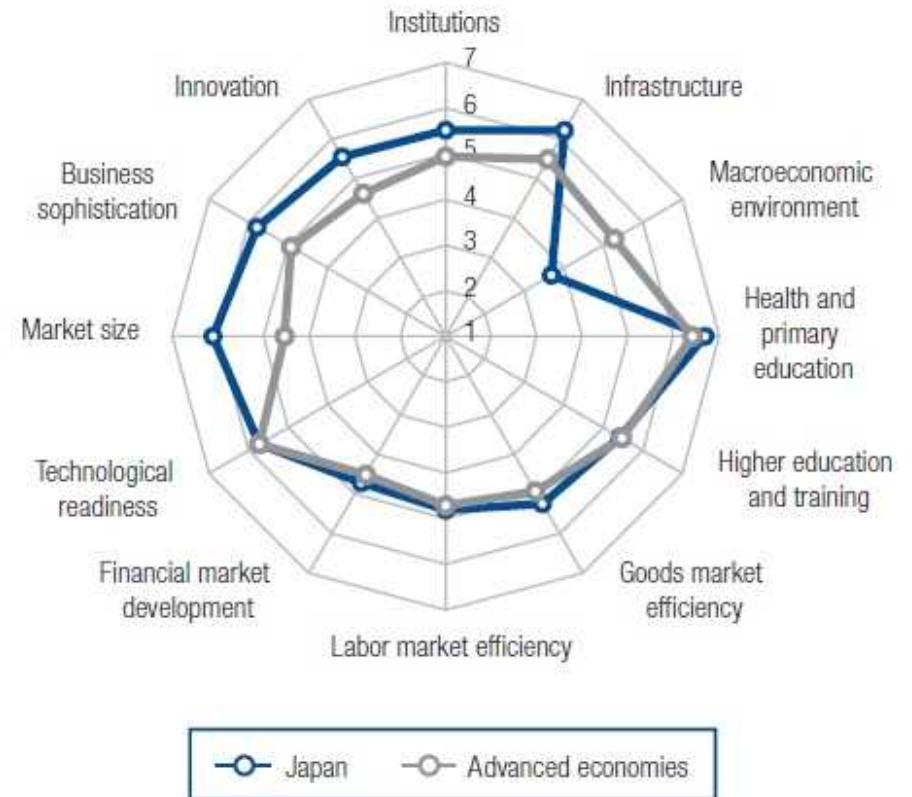 Institutions
7
Innovation
Infrastructure
6
Business
sophistication
5
Macroeconomic
environment
4
3
2
Market size
1
Health and
primary
education
Technological
readiness
Higher education
and training
Financial market
development
Goods market
efficiency
Labor market efficiency
Japan
Advanced economies